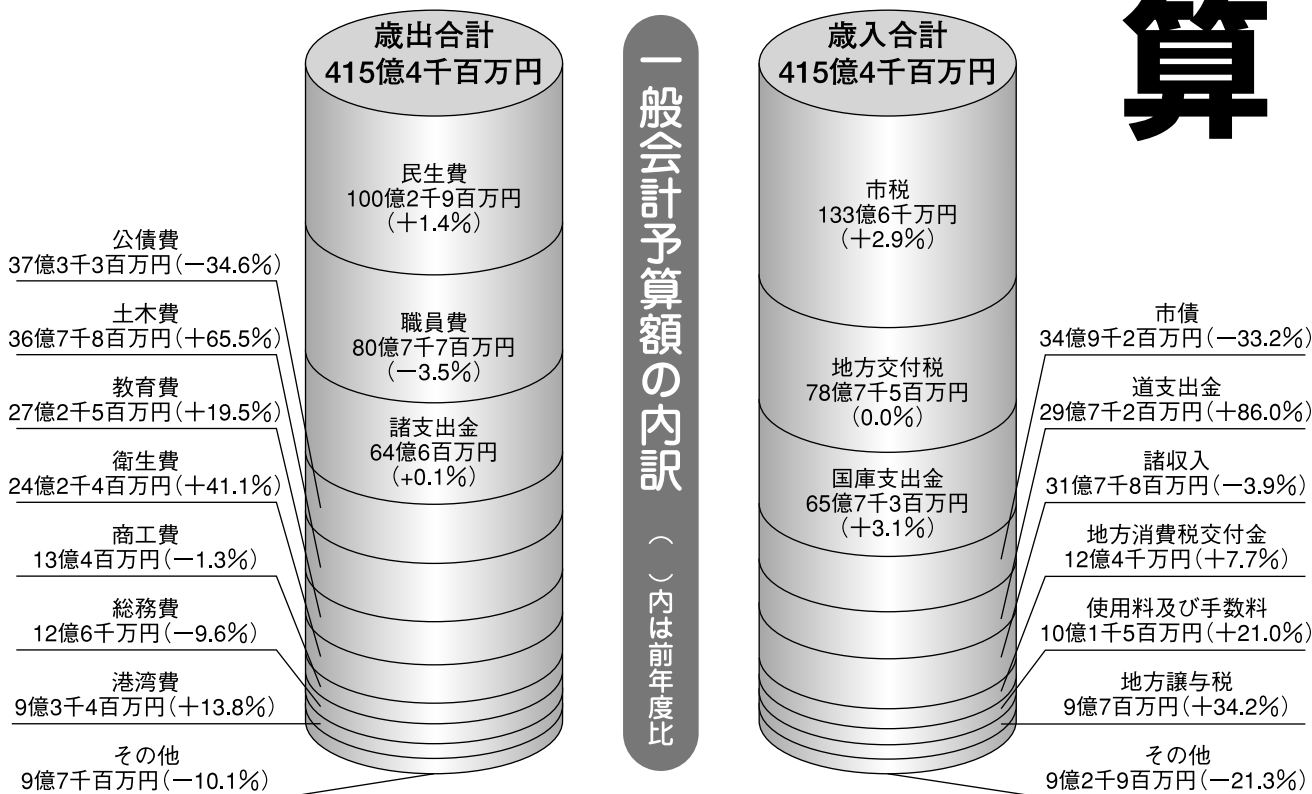 算
歳出合計
415億4千百万円
民生費
100億2千9百万円
(＋1.4%)
職員費
80億7千7百万円
(−3.5%)
諸支出金
64億6百万円
(+0.1%)
公債費
37億3千3百万円(−34.6%)
土木費
36億7千8百万円(＋65.5%)
教育費
27億2千5百万円(＋19.5%)
衛生費
24億2千4百万円(＋41.1%)
商工費
13億4百万円(−1.3%)
総務費
12億6千万円(−9.6%)
港湾費
9億3千4百万円(＋13.8%)
その他
9億7千百万円(−10.1%)
一般会計予算額の内訳 （ ）内は前年度比
歳入合計
415億4千百万円
市税
133億6千万円
(＋2.9%)
地方交付税
78億7千5百万円
(0.0%)
国庫支出金
65億7千3百万円
(＋3.1%)
市債
34億9千2百万円(−33.2%)
道支出金
29億7千2百万円(＋86.0%)
諸収入
31億7千8百万円(−3.9%)
地方消費税交付金
12億4千万円(＋7.7%)
使用料及び手数料
10億1千5百万円(＋21.0%)
地方譲与税
9億7百万円(＋34.2%)
その他
9億2千9百万円(−21.3%)